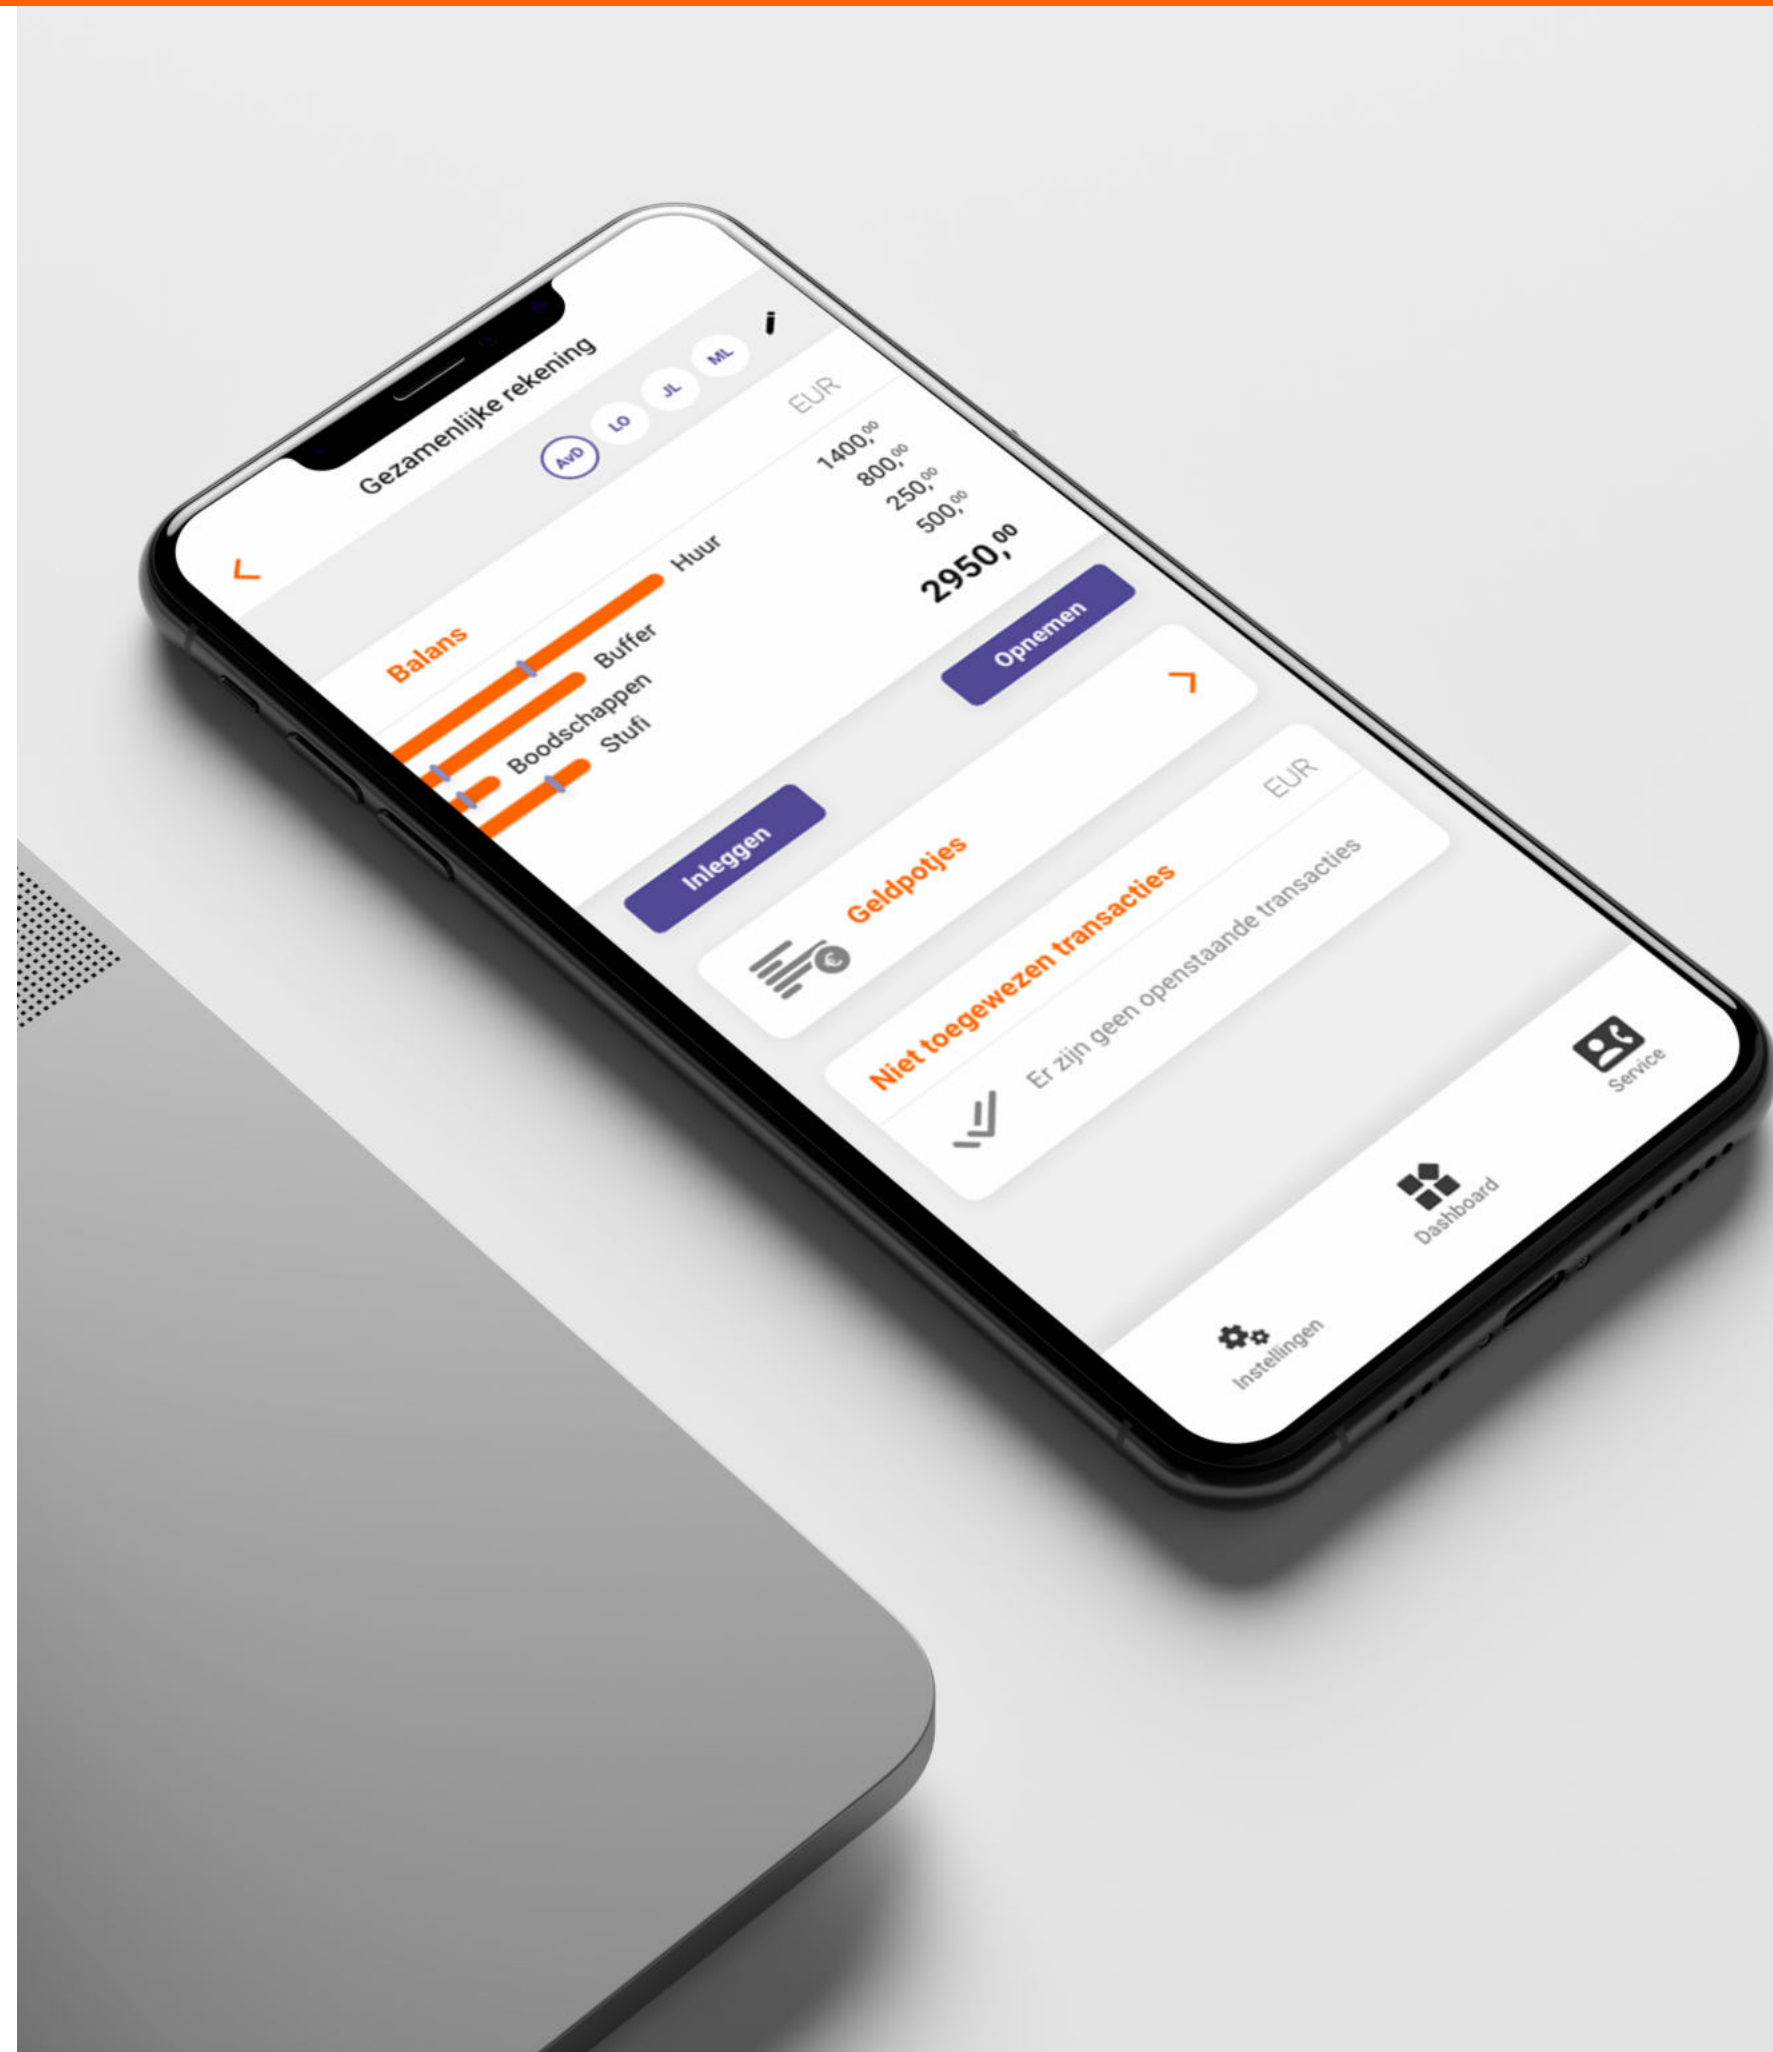 Gezamenlijke rekening
AvD LO JL ML
Balans EUR
Huur 1400,00
Buffer 800,00
Boodschappen 250,00
Stufi 500,00
2950,00
Inleggen Opnemen
Geldpotjes
€
Niet toegewezen transacties EUR
Er zijn geen openstaande transacties
Instellingen Dashboard Service